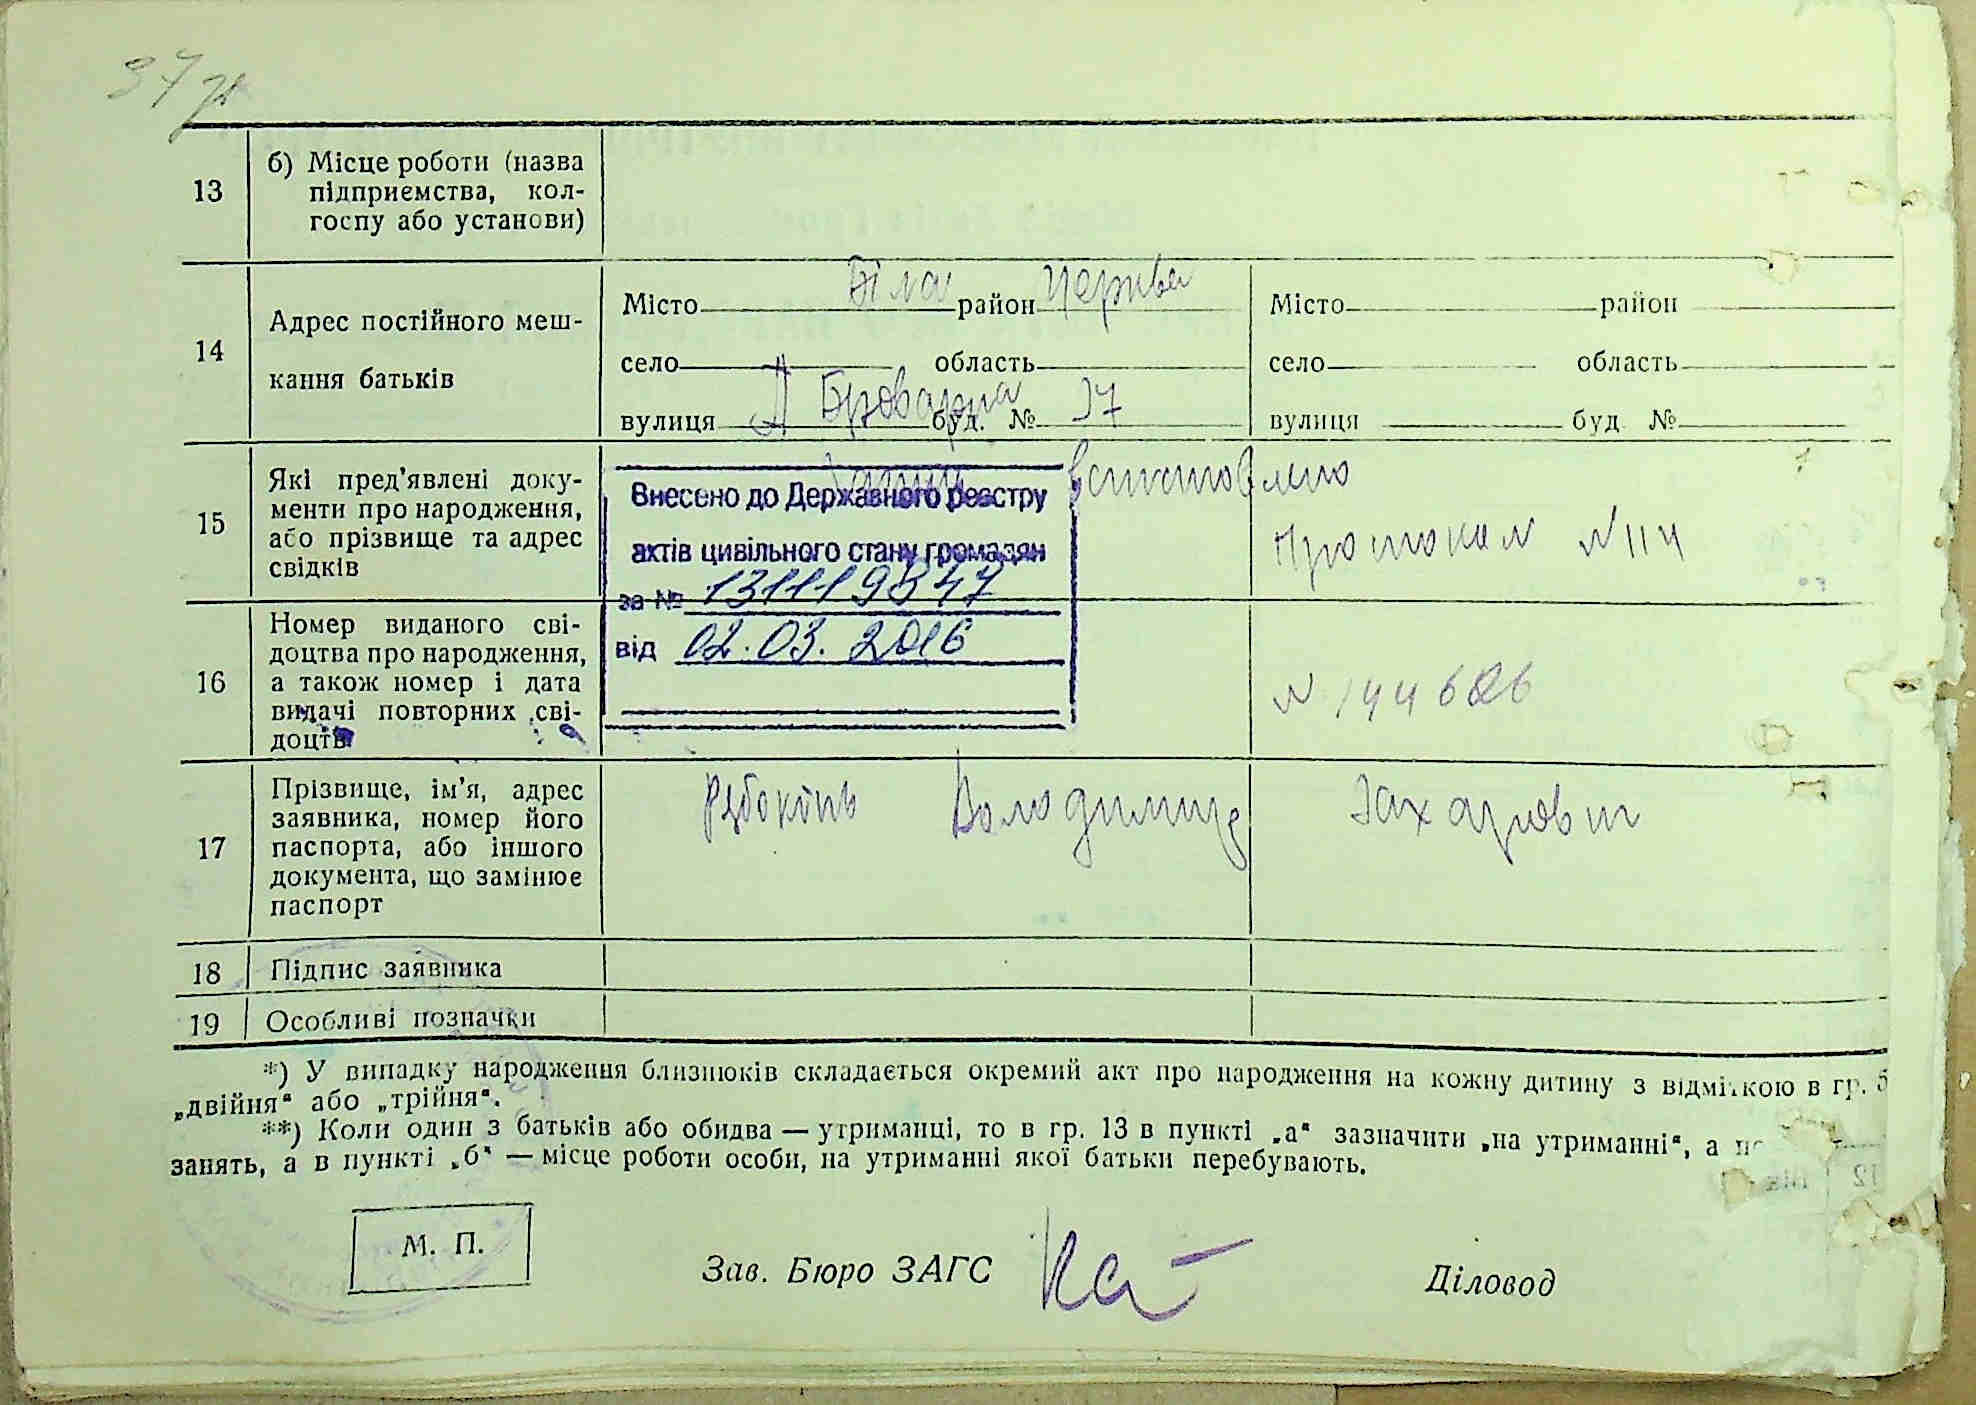 37
13 б) Місце роботи (назва
підприємства, кол-
госпу або установи)
14 Адрес постійного меш-
кання батьків
Місто Біла район Церква
село область
вулиця Броварна буд. № 37
Місто район
село область
вулиця буд. №
15 Які пред'явлені доку-
менти про народження,
або прізвище та адрес
свідків
встановлено
Протокол №114
Внесено до Державного реєстру
актів цивільного стану громадян
за № 131119847
від 02.03.2016
16 Номер виданого сві-
доцтва про народження,
а також номер і дата
видачі повторних сві-
доцтв
№ 144626
17 Прізвище, ім'я, адрес
заявника, номер його
паспорта, або іншого
документа, що замінює
паспорт
Рубоконь Володимир Захарович
18 Підпис заявника
19 Особливі позначки
*) У випадку народження близнюків складається окремий акт про народження на кожну дитину з відміткою в гр. 5
„двійня“ або „трійня“.
**) Коли один з батьків або обидва — утриманці, то в гр. 13 в пункті „а“ зазначити „на утриманні“, а
занять, а в пункті „б“ — місце роботи особи, на утриманні якої батьки перебувають.
М. П.
Зав. Бюро ЗАГС
Діловод